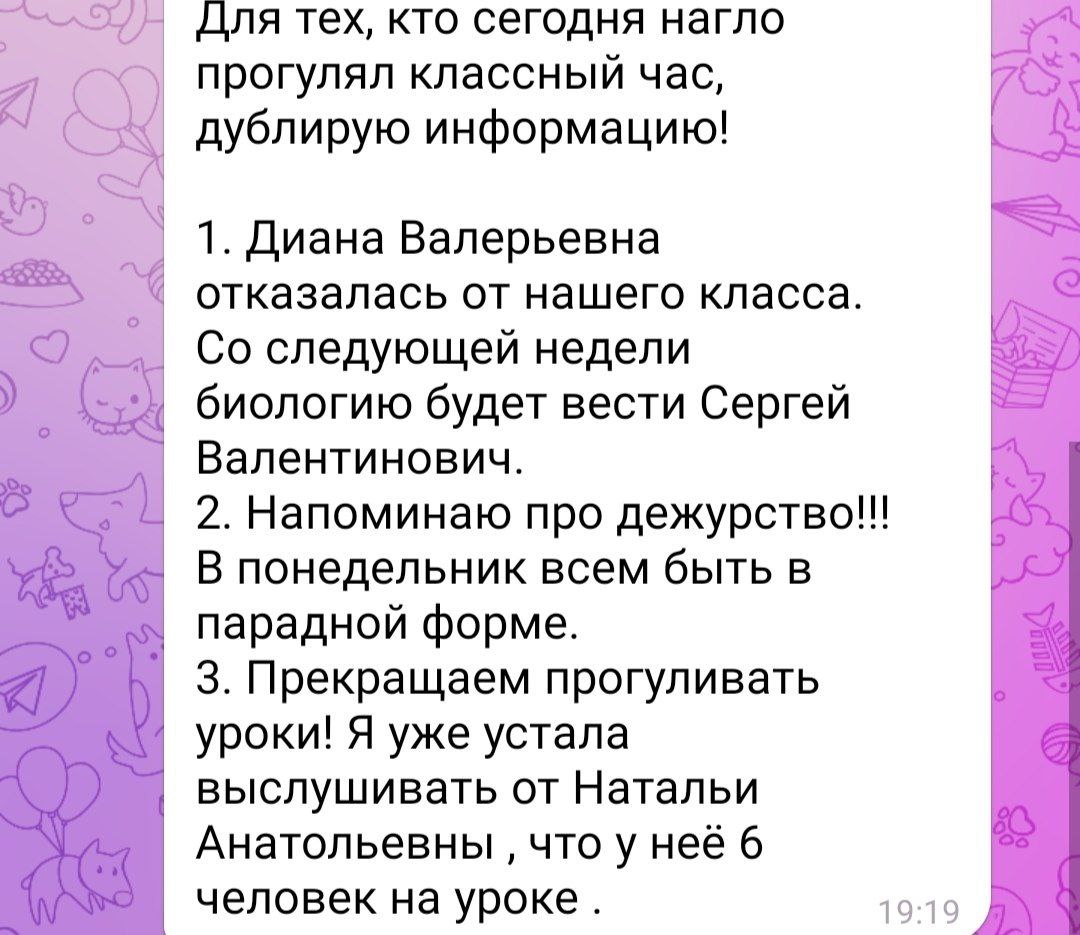 Для тех, кто сегодня нагло
прогулял классный час,
дублирую информацию!
1. Диана Валерьевна
отказалась от нашего класса.
Со следующей недели
биологию будет вести Сергей
Валентинович.
2. Напоминаю про дежурство!!!
В понедельник всем быть в
парадной форме.
3. Прекращаем прогуливать
уроки! Я уже устала
выслушивать от Натальи
Анатольевны , что у неё 6
человек на уроке .
19:19